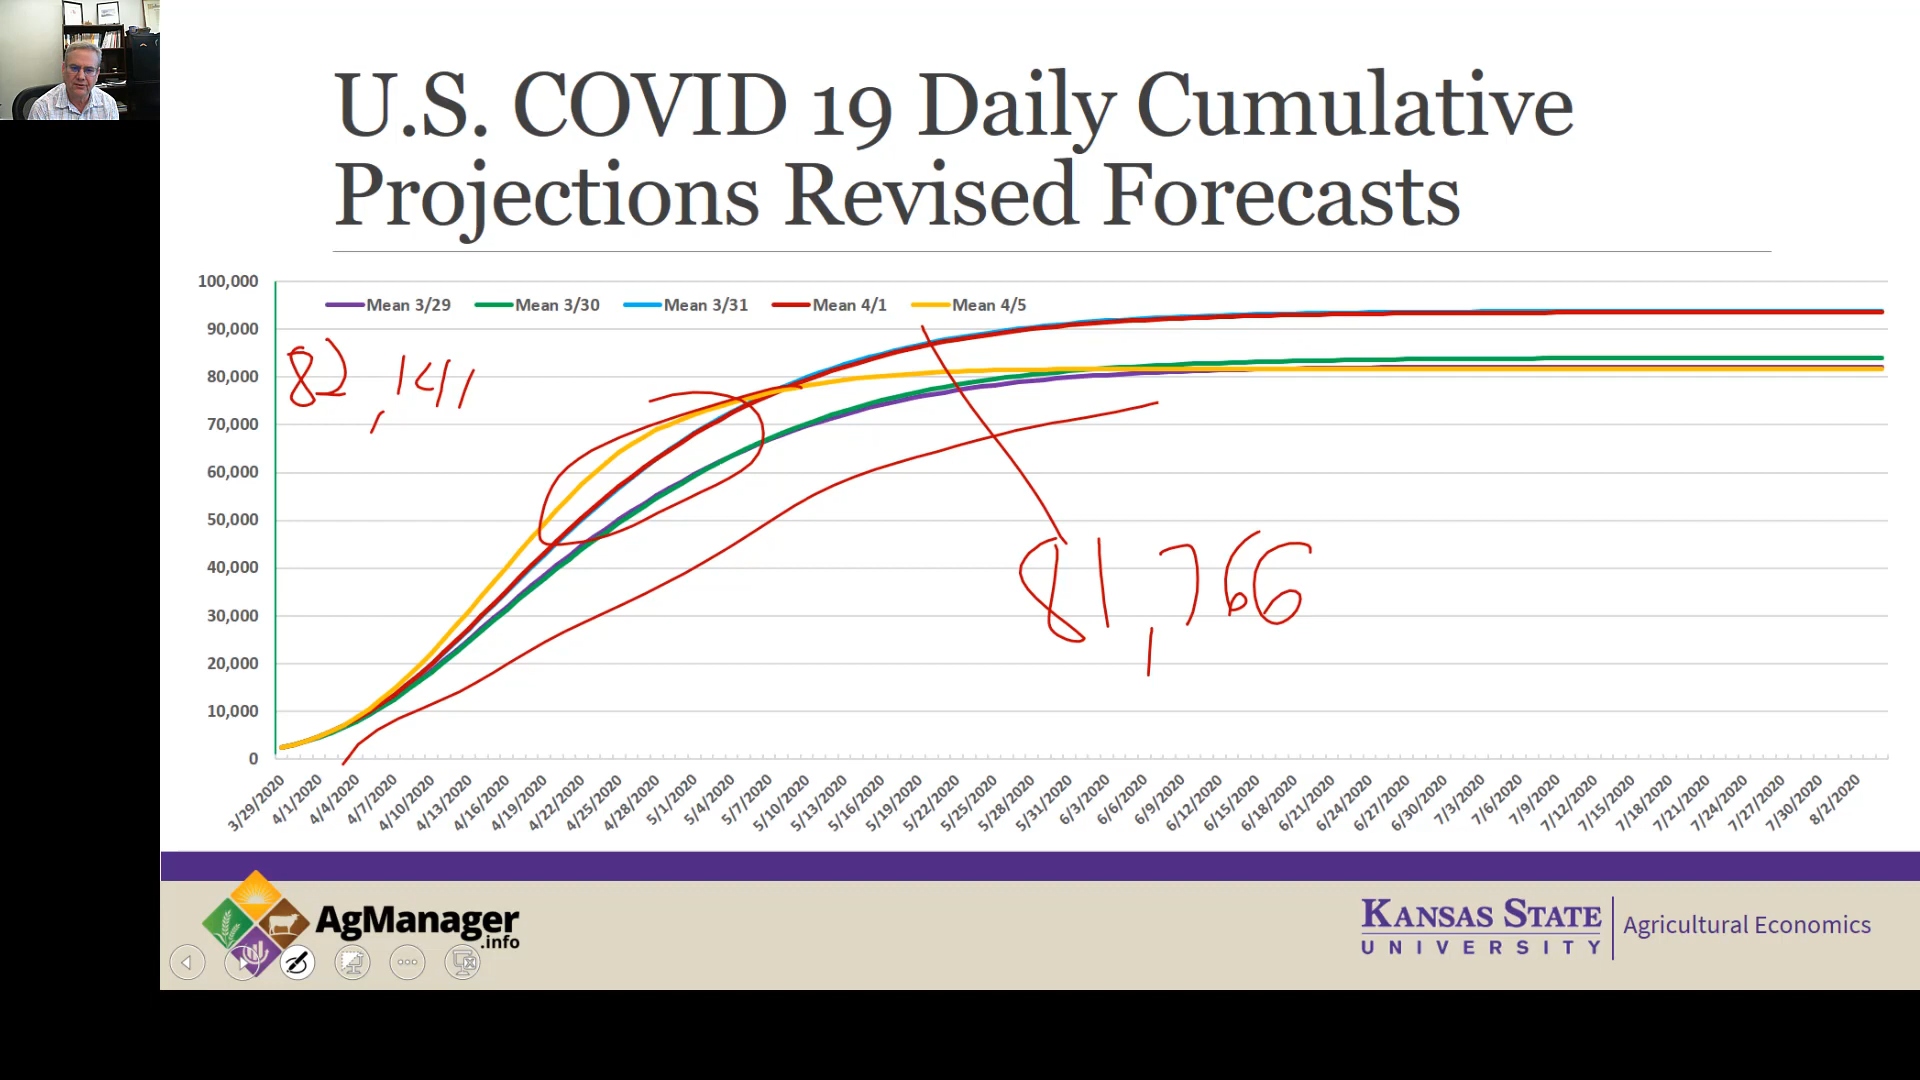 U.S. COVID 19 Daily Cumulative
Projections Revised Forecasts
100,000
90,000
80,000
70,000
60,000
50,000
40,000
30,000
20,000
10,000
0
Mean 3/29 Mean 3/30 Mean 3/31 Mean 4/1 Mean 4/5
81,766
3/29/2020 4/1/2020 4/4/2020 4/7/2020 4/10/2020 4/13/2020 4/16/2020 4/19/2020 4/22/2020 4/25/2020 4/28/2020 5/1/2020 5/4/2020 5/7/2020 5/10/2020 5/13/2020 5/16/2020 5/19/2020 5/22/2020 5/25/2020 5/28/2020 5/31/2020 6/3/2020 6/6/2020 6/9/2020 6/12/2020 6/15/2020 6/18/2020 6/21/2020 6/24/2020 6/27/2020 6/30/2020 7/3/2020 7/6/2020 7/9/2020 7/12/2020 7/15/2020 7/18/2020 7/21/2020 7/24/2020 7/27/2020 7/30/2020 8/2/2020
AgManager
.info
KANSAS STATE
UNIVERSITY
Agricultural Economics